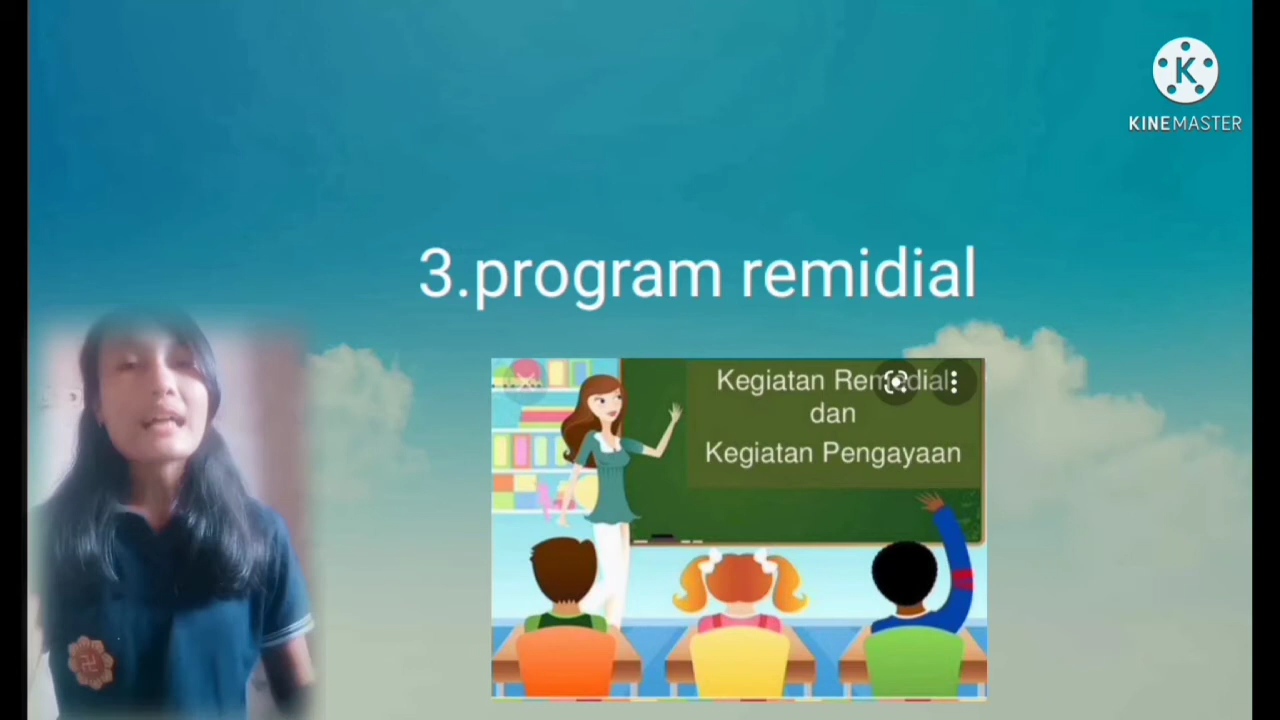 KINEMASTER
3.program remidial
Kegiatan Remedial
dan
Kegiatan Pengayaan